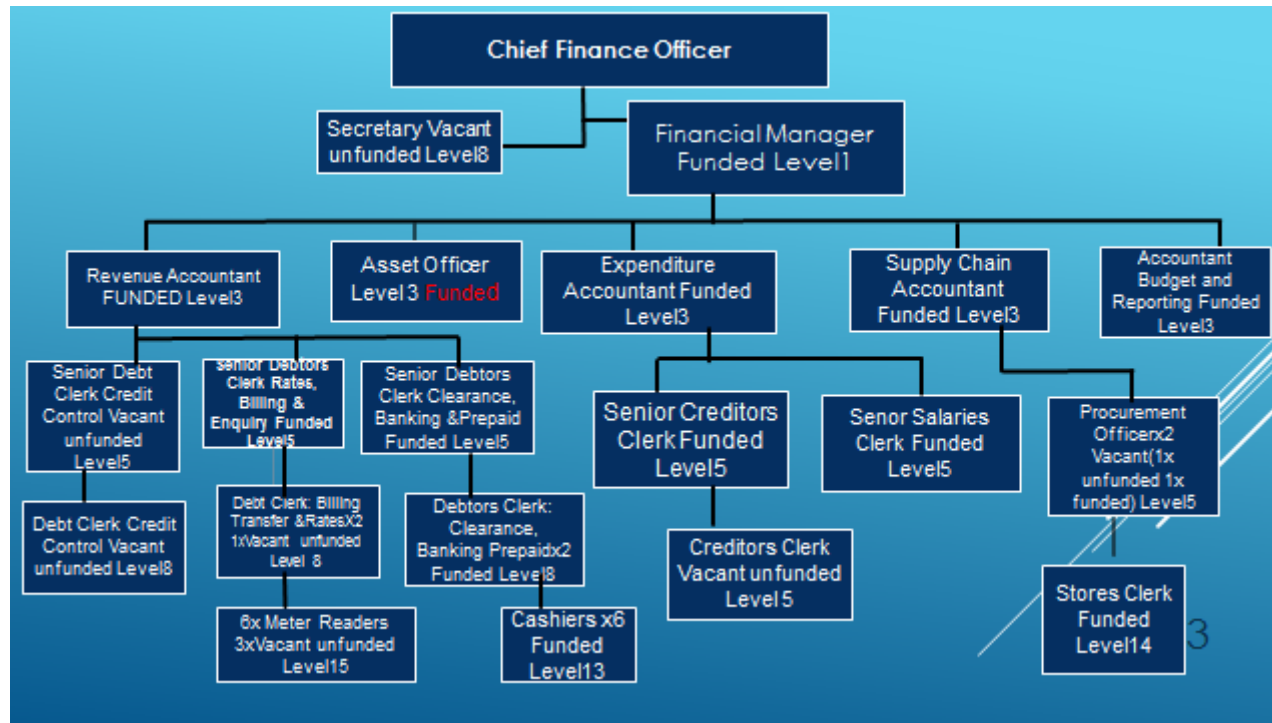 Chief Finance Officer
Secretary Vacant
unfunded Level8
Financial Manager
Funded Level1
Revenue Accountant
FUNDED Level3
Asset Officer
Level 3 Funded
Expenditure
Accountant Funded
Level3
Supply Chain
Accountant
Funded Level3
Accountant
Budget and
Reporting Funded
Level3
Senior Debt
Clerk Credit
Control Vacant
unfunded
Level5
Senior Debtors
Clerk Rates,
Billing &
Enquiry Funded
Level5
Senior Debtors
Clerk Clearance,
Banking &Prepaid
Funded Level5
Senior Creditors
Clerk Funded
Level5
Senor Salaries
Clerk Funded
Level5
Procurement
Officerx2
Vacant(1x
unfunded 1x
funded) Level5
Debt Clerk Credit
Control Vacant
unfunded Level8
Debt Clerk: Billing
Transfer &RatesX2
1xVacant unfunded
Level 8
Debtors Clerk:
Clearance,
Banking Prepaidx2
Funded Level8
Creditors Clerk
Vacant unfunded
Level 5
Stores Clerk
Funded
Level14
6x Meter Readers
3xVacant unfunded
Level15
Cashiers x6
Funded
Level13
3